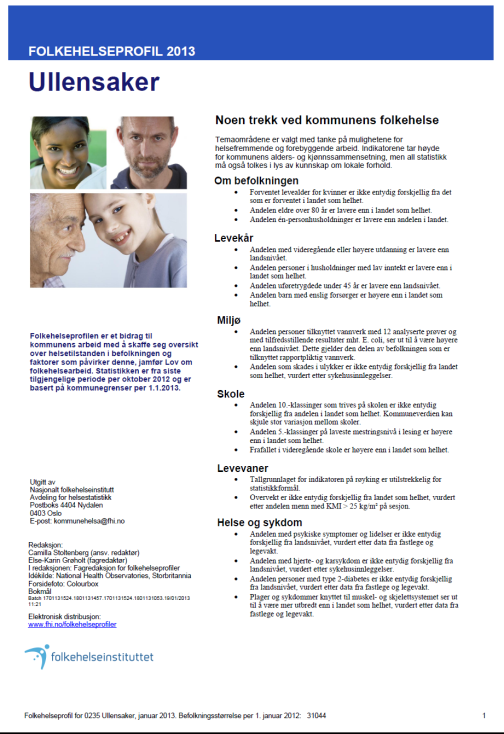 FOLKEHELSEPROFIL 2013
Ullensaker
Noen trekk ved kommunens folkehelse
Temaområdene er valgt med tanke på mulighetene for
helsefremmende og forebyggende arbeid. Indikatorene tar høyde
for kommunens alders- og kjønnssammensetning, men all statistikk
må også tolkes i lys av kunnskap om lokale forhold.
Om befolkningen
• Forventet levealder for kvinner er ikke entydig forskjellig fra det
som er forventet i landet som helhet.
• Andelen eldre over 80 år er lavere enn i landet som helhet.
• Andelen én-personhusholdninger er lavere enn andelen i landet.
Levekår
• Andelen med videregående eller høyere utdanning er lavere enn
landsnivået.
• Andelen personer i husholdninger med lav inntekt er lavere enn i
landet som helhet.
• Andelen uføretrygdede under 45 år er lavere enn landsnivået.
• Andelen barn med enslig forsørger er høyere enn i landet som
helhet.
Miljø
• Andelen personer tilknyttet vannverk med 12 analyserte prøver og
med tilfredsstillende resultater mht. E. coli, ser ut til å være høyere
enn landsnivået. Dette gjelder den delen av befolkningen som er
tilknyttet rapportpliktig vannverk.
• Andelen som skades i ulykker er ikke entydig forskjellig fra landet
som helhet, vurdert etter sykehusinnleggelser.
Skole
• Andelen 10.-klassinger som trives på skolen er ikke entydig
forskjellig fra andelen i landet som helhet. Kommuneverdien kan
skjule stor variasjon mellom skoler.
• Andelen 5.-klassinger på laveste mestringsnivå i lesing er høyere
enn i landet som helhet.
• Frafallet i videregående skole er høyere enn i landet som helhet.
Levevaner
• Tallgrunnlaget for indikatoren på røyking er utilstrekkelig for
statistikkformål.
• Overvekt er ikke entydig forskjellig fra landet som helhet, vurdert
etter andelen menn med KMI > 25 kg/m² på sesjon.
Helse og sykdom
• Andelen med psykiske symptomer og lidelser er ikke entydig
forskjellig fra landsnivået, vurdert etter data fra fastlege og
legevakt.
• Andelen med hjerte- og karsykdom er ikke entydig forskjellig fra
landsnivået, vurdert etter sykehusinnleggelser.
• Andelen personer med type 2-diabetes er ikke entydig forskjellig
fra landsnivået, vurdert etter data fra fastlege og legevakt.
• Plager og sykdommer knyttet til muskel- og skjelettsystemet ser ut
til å være mer utbredt enn i landet som helhet, vurdert etter data fra
fastlege og legevakt.
Folkehelseprofilen er et bidrag til
kommunens arbeid med å skaffe seg oversikt
over helsetilstanden i befolkningen og
faktorer som påvirker denne, jamfør Lov om
folkehelsearbeid. Statistikken er fra siste
tilgjengelige periode per oktober 2012 og er
basert på kommunegrenser per 1.1.2013.
Utgitt av
Nasjonalt folkehelseinstitutt
Avdeling for helsestatistikk
Postboks 4404 Nydalen
0403 Oslo
E-post: kommunehelsa@fhi.no
Redaksjon:
Camilla Stoltenberg (ansv. redaktør)
Else-Karin Grøholt (fagredaktør)
I redaksjonen: Fagredaksjon for folkehelseprofiler
Idékilde: National Health Observatories, Storbritannia
Forsidefoto: Colourbox
Bokmål
Batch 1701131524.1801131457.1701131524.1801131053.18/01/2013
11:21
Elektronisk distribusjon:
www.fhi.no/folkehelseprofiler
folkehelseinstituttet
Folkehelseprofil for 0235 Ullensaker, januar 2013. Befolkningsstørrelse per 1. januar 2012: 31044 1